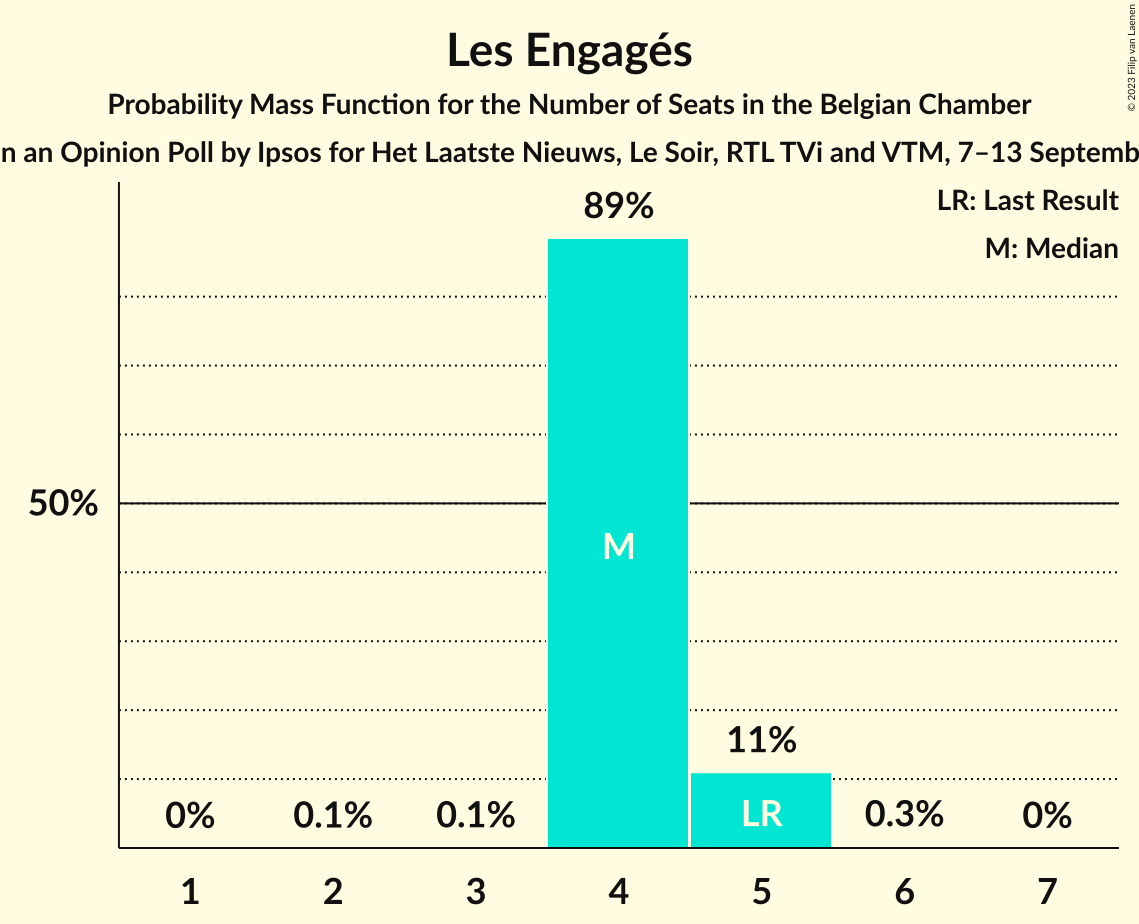 Les Engagés
Probability Mass Function for the Number of Seats in the Belgian Chamber
n an Opinion Poll by Ipsos for Het Laatste Nieuws, Le Soir, RTL TVi and VTM, 7–13 Septemb
© 2023 Filip van Laenen
LR: Last Result
M: Median
89%
50%
M
11%
0% 0.1% 0.1% LR 0.3% 0%
1 2 3 4 5 6 7